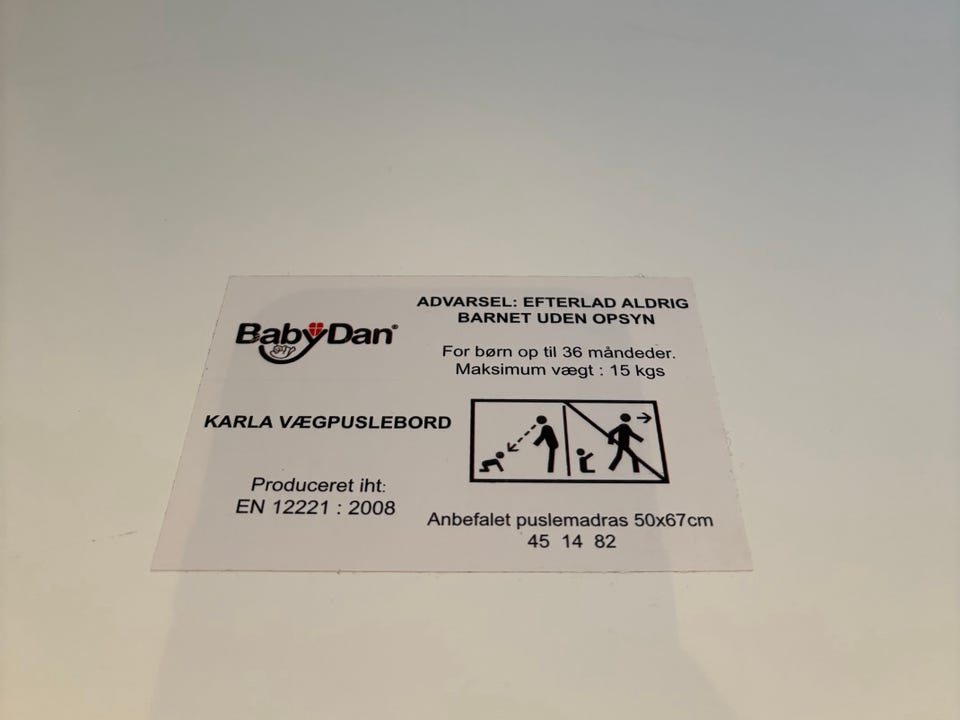 BabyDan®
KARLA VÆGPUSLEBORD
Produceret iht:
EN 12221 : 2008
ADVARSEL: EFTERLAD ALDRIG
BARNET UDEN OPSYN
For børn op til 36 måndeder.
Maksimum vægt : 15 kgs
Anbefalet puslemadras 50x67cm
45 14 82